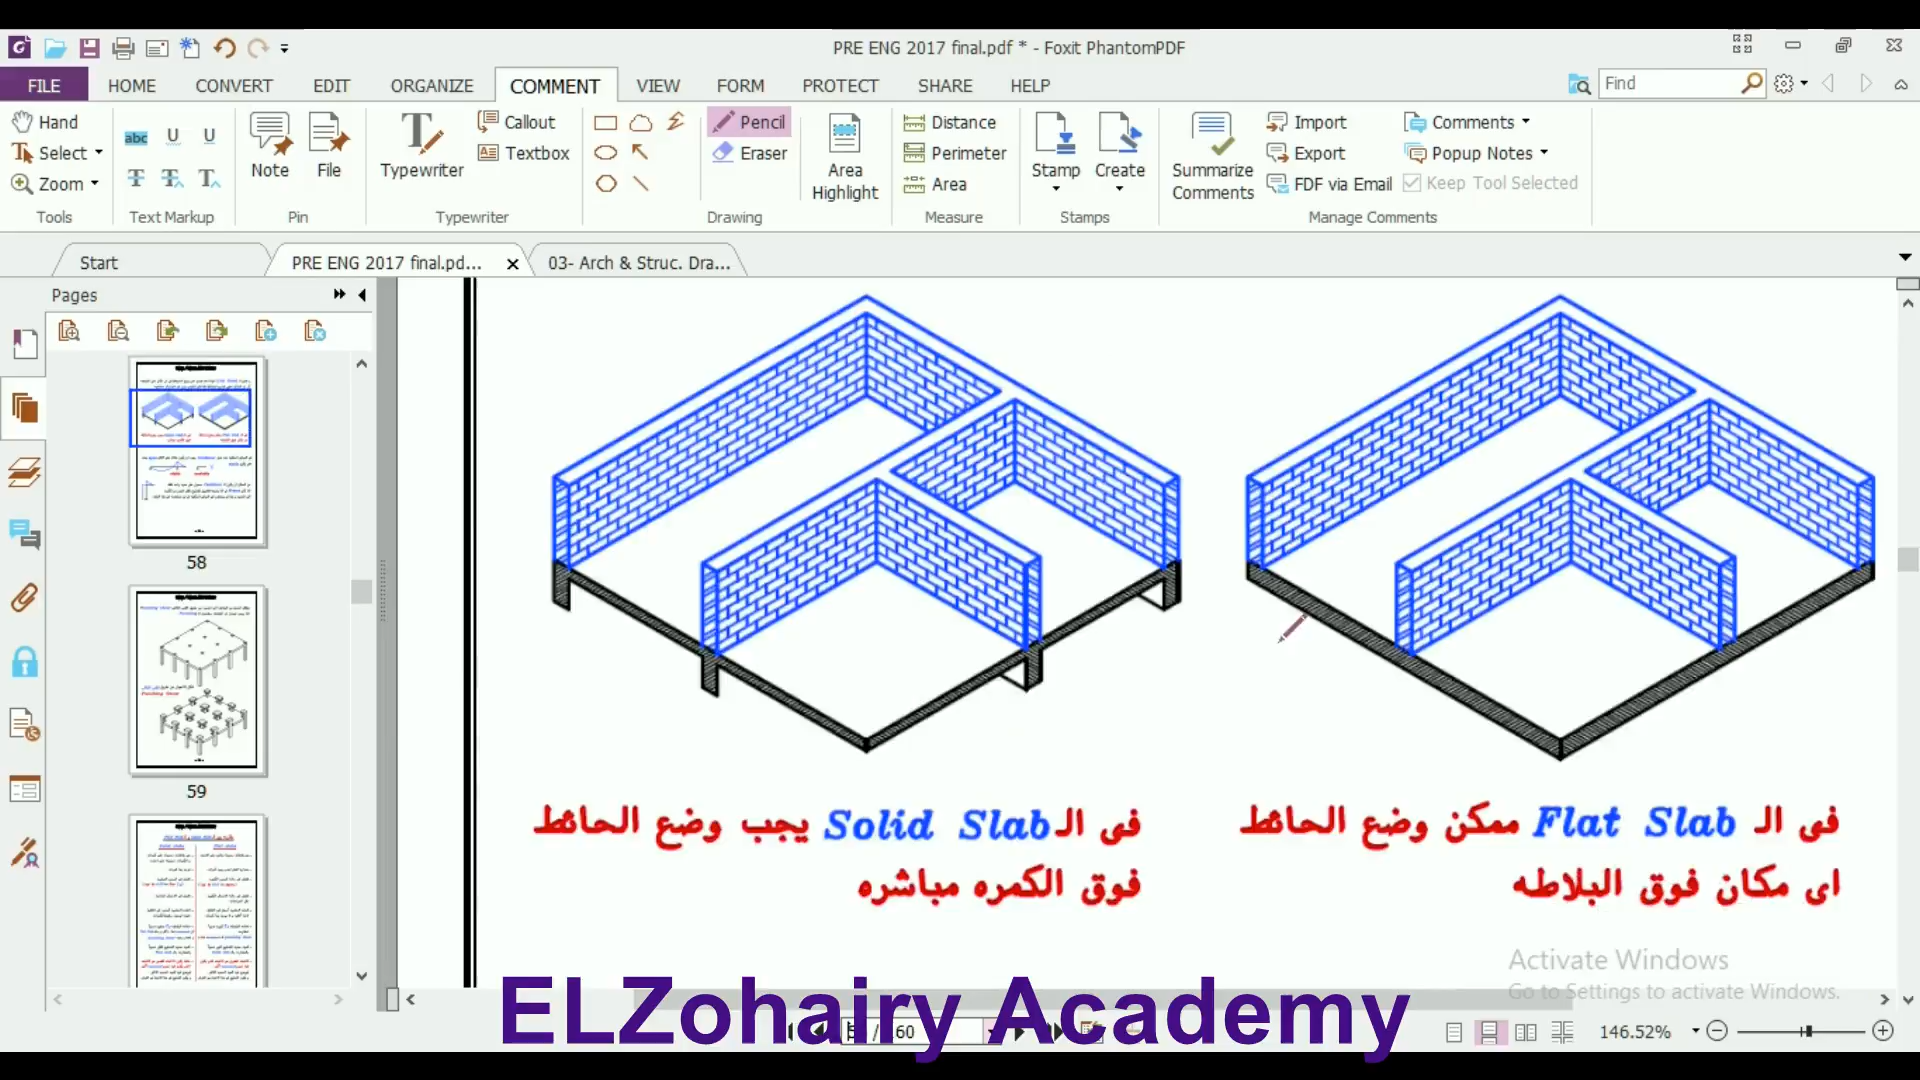 PRE ENG 2017 final.pdf * - Foxit PhantomPDF
FILE HOME CONVERT EDIT ORGANIZE COMMENT VIEW FORM PROTECT SHARE HELP Find
Hand
Select
Zoom
Tools
abc U U
Text Markup
Note File
Pin
Typewriter
Callout
Textbox
Typewriter
Pencil
Eraser
Drawing
Area
Highlight
Distance
Perimeter
Area
Measure
Stamp Create
Stamps
Summarize
Comments
Import
Export
FDF via Email
Comments
Popup Notes
Keep Tool Selected
Manage Comments
Start PRE ENG 2017 final.pd... 03- Arch & Struc. Dra...
Pages
58
59
فى الـ Solid Slab يجب وضع الحائط
فوق الكمره مباشره
فى الـ Flat Slab ممكن وضع الحائط
اى مكان فوق البلاطه
Activate Windows
Go to Settings to activate Windows.
ELZohairy Academy
146.52%